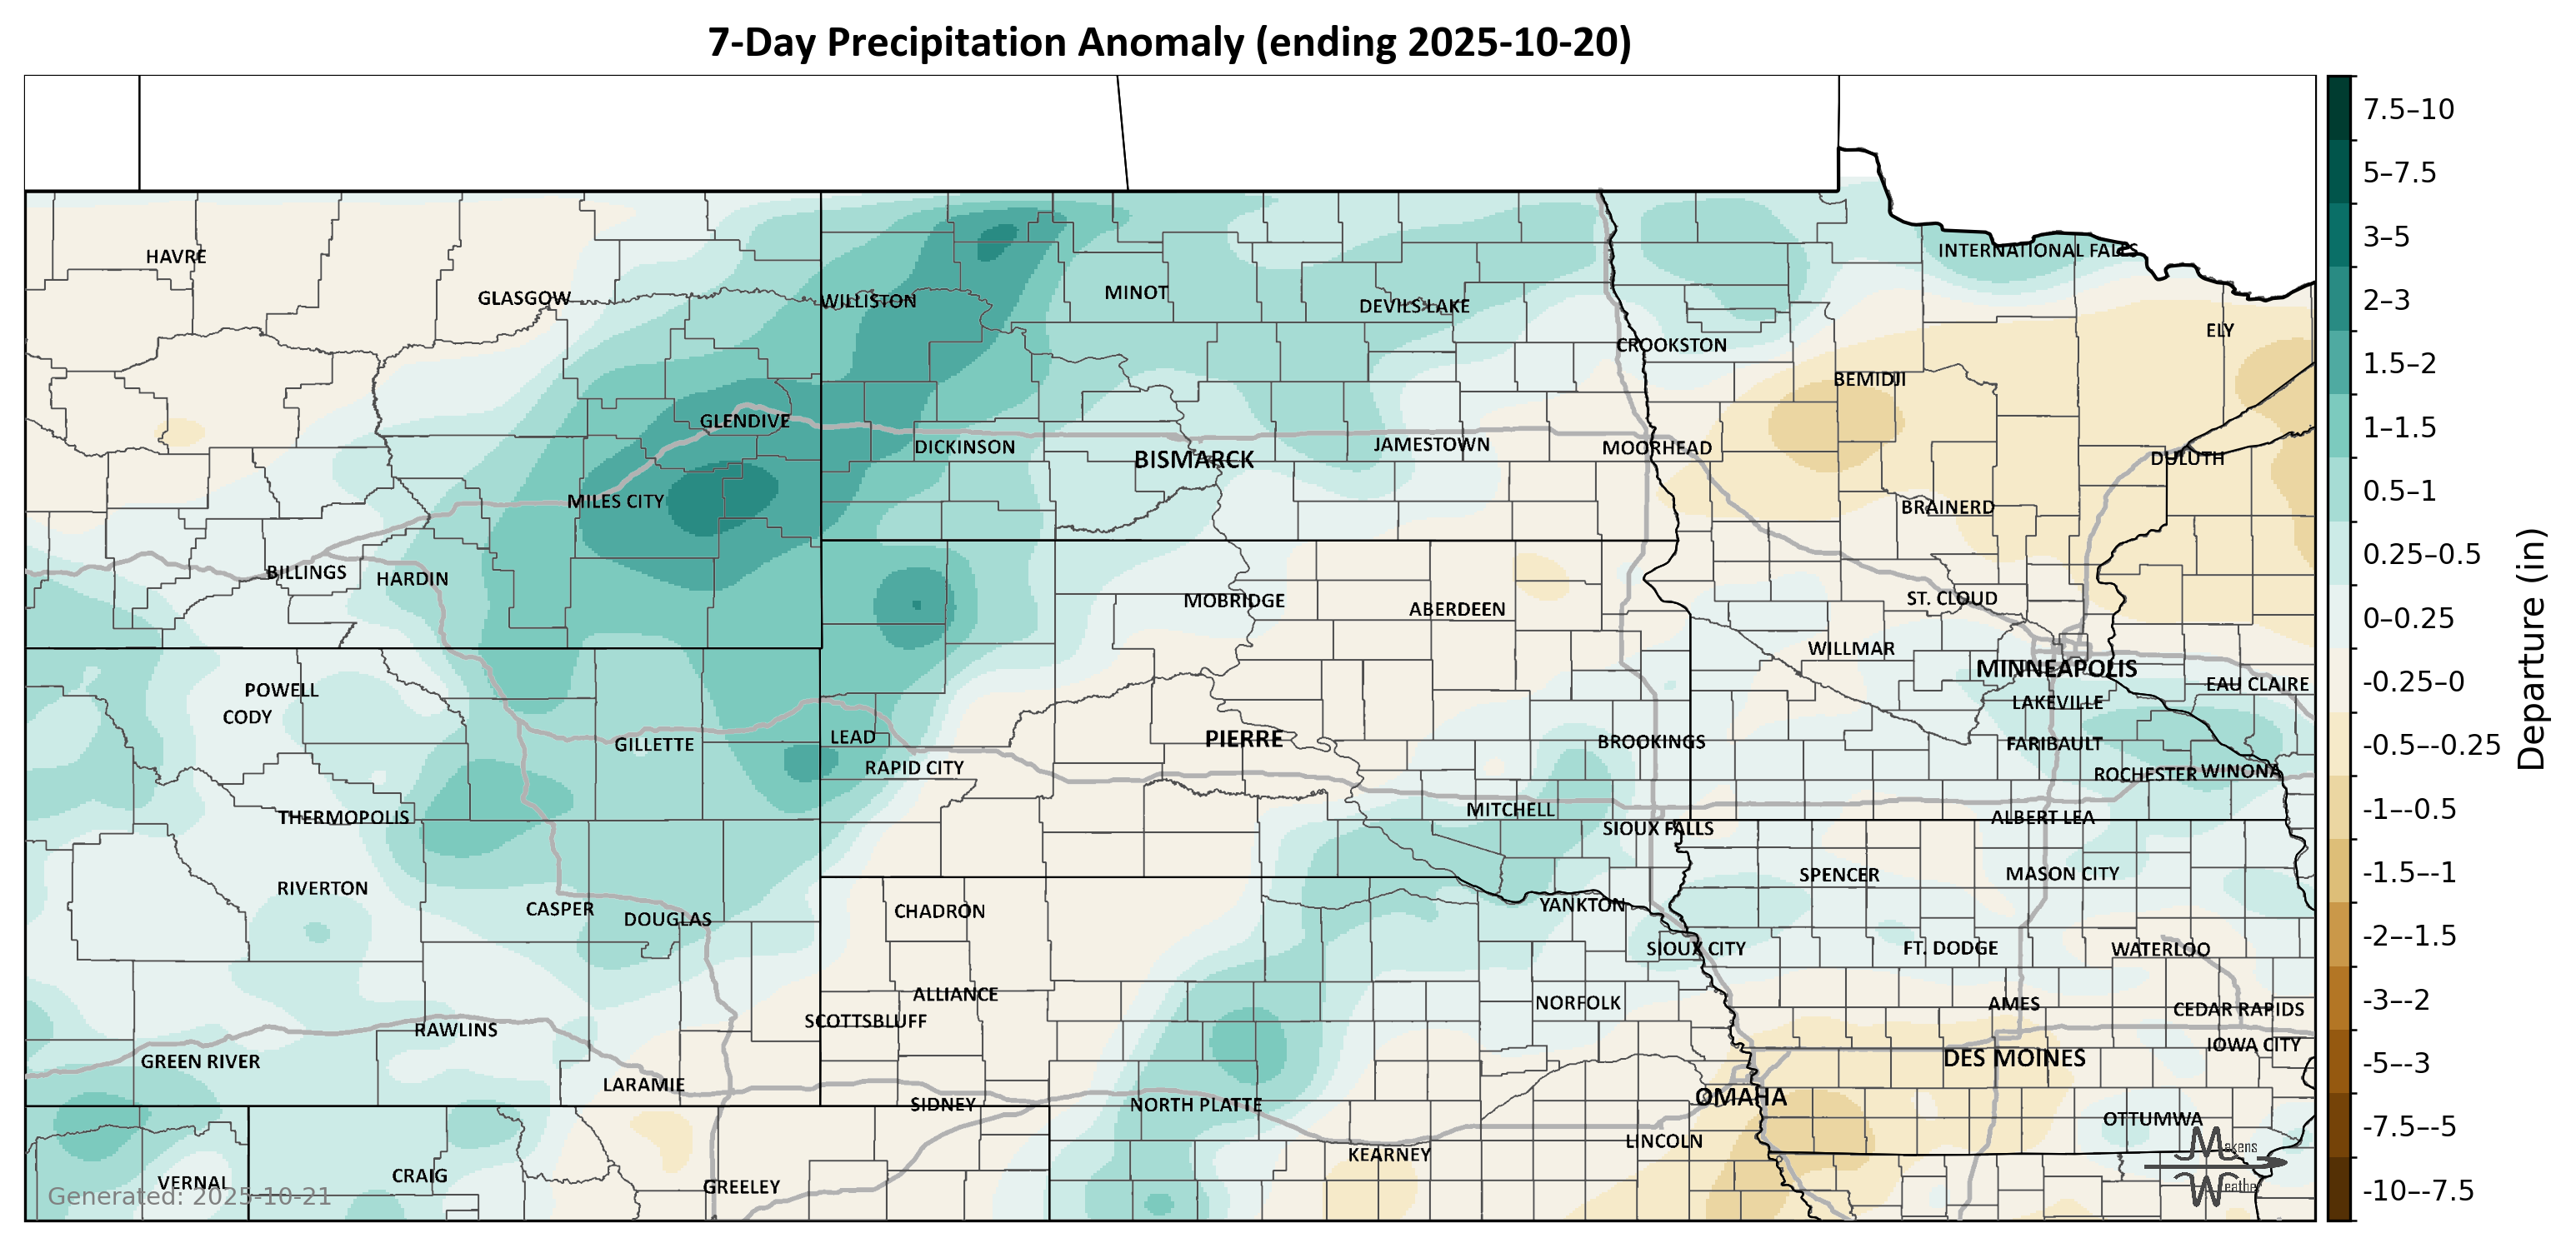 7-Day Precipitation Anomaly (ending 2025-10-20)
HAVRE
GLASGOW
WILLISTON
MINOT
DEVILS LAKE
INTERNATIONAL FALLS
CROOKSTON
ELY
BEMIDJI
GLENDIVE
DICKINSON
BISMARCK
JAMESTOWN
MOORHEAD
DULUTH
MILES CITY
BRAINERD
BILLINGS
HARDIN
MOBRIDGE
ABERDEEN
ST. CLOUD
WILLMAR
MINNEAPOLIS
EAU CLAIRE
POWELL
CODY
LAKEVILLE
GILLETTE
LEAD
PIERRE
BROOKINGS
FARIBAULT
RAPID CITY
ROCHESTER
WINONA
THERMOPOLIS
MITCHELL
SIOUX FALLS
ALBERT LEA
RIVERTON
SPENCER
MASON CITY
CASPER
DOUGLAS
CHADRON
YANKTON
SIOUX CITY
FT. DODGE
WATERLOO
ALLIANCE
NORFOLK
AMES
CEDAR RAPIDS
SCOTTSBLUFF
RAWLINS
IOWA CITY
GREEN RIVER
DES MOINES
LARAMIE
SIDNEY
NORTH PLATTE
OMAHA
OTTUMWA
LINCOLN
KEARNEY
VERNAL
CRAIG
GREELEY
Generated: 2025-10-21
Makens
Weather
7.5–10
5–7.5
3–5
2–3
1.5–2
1–1.5
0.5–1
0.25–0.5
0–0.25
-0.25–0
-0.5–-0.25
-1–-0.5
-1.5–-1
-2–-1.5
-3–-2
-5–-3
-7.5–-5
-10–-7.5
Departure (in)